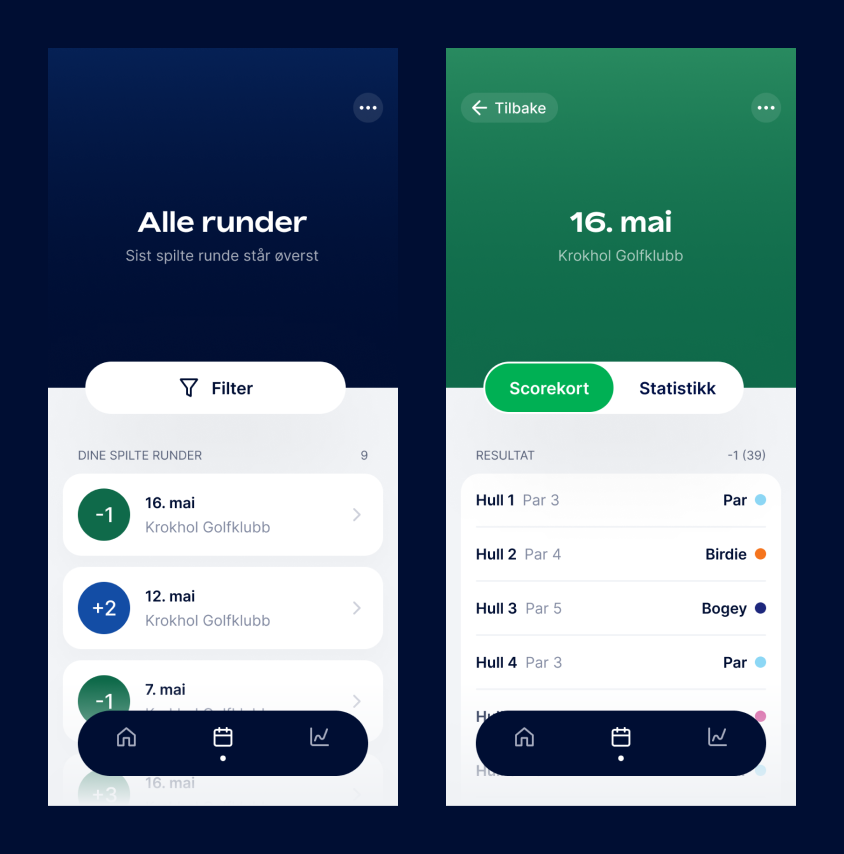 Alle runder
Sist spilte runde står øverst
Filter
DINE SPILTE RUNDER 9
-1 16. mai
Krokhol Golfklubb
+2 12. mai
Krokhol Golfklubb
-1 7. mai
+3 16. mai
Tilbake
16. mai
Krokhol Golfklubb
Scorekort Statistikk
RESULTAT -1 (39)
Hull 1 Par 3 Par
Hull 2 Par 4 Birdie
Hull 3 Par 5 Bogey
Hull 4 Par 3 Par